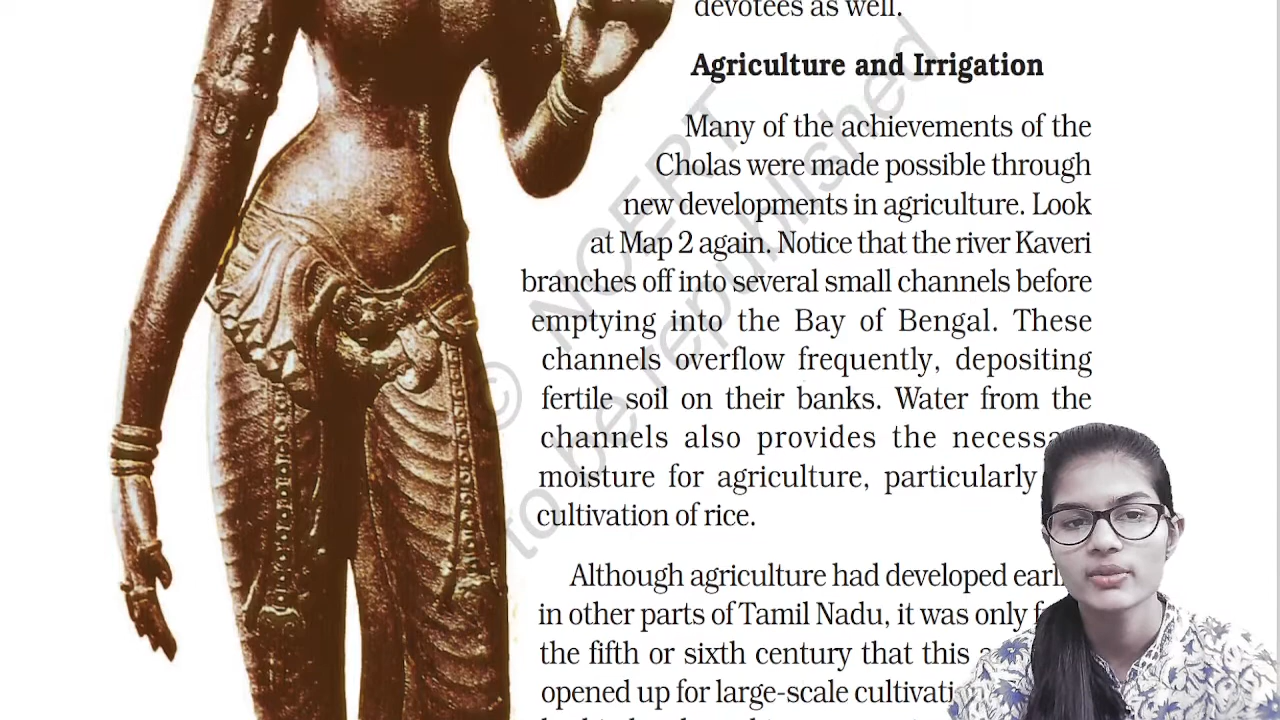 devotees as well.
Agriculture and Irrigation
Many of the achievements of the
Cholas were made possible through
new developments in agriculture. Look
at Map 2 again. Notice that the river Kaveri
branches off into several small channels before
emptying into the Bay of Bengal. These
channels overflow frequently, depositing
fertile soil on their banks. Water from the
channels also provides the
moisture for agriculture, particularly
cultivation of rice.
Although agriculture had developed
in other parts of Tamil Nadu, it was only
the fifth or sixth century that this
opened up for large-scale
© NCERT
to be republished